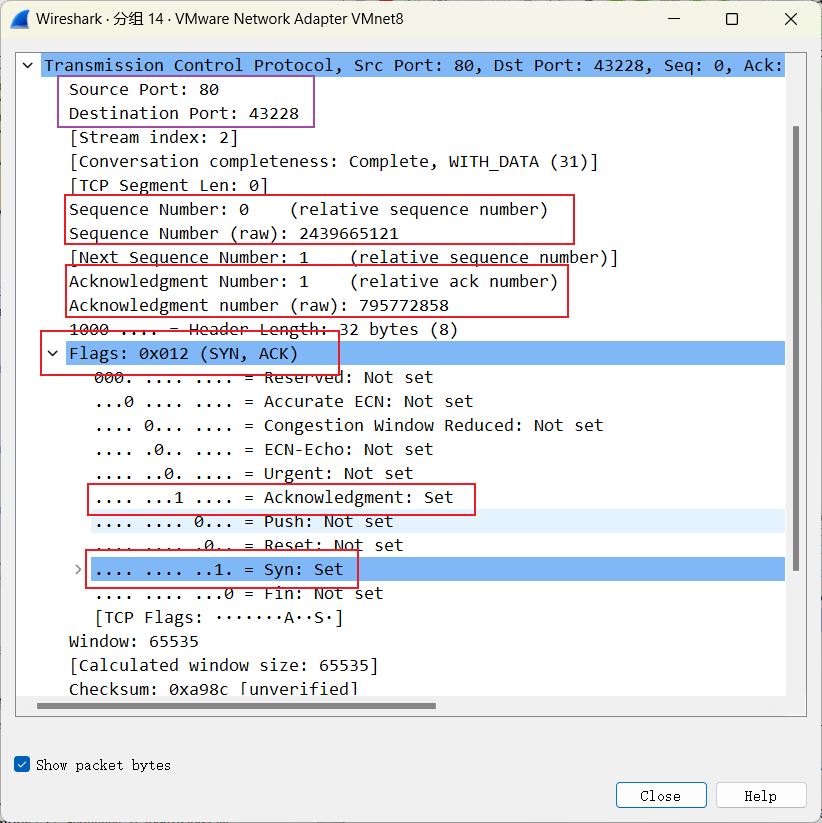 Wireshark · 分组 14 · VMware Network Adapter VMnet8
Transmission Control Protocol, Src Port: 80, Dst Port: 43228, Seq: 0, Ack:
Source Port: 80
Destination Port: 43228
[Stream index: 2]
[Conversation completeness: Complete, WITH_DATA (31)]
[TCP Segment Len: 0]
Sequence Number: 0    (relative sequence number)
Sequence Number (raw): 2439665121
[Next Sequence Number: 1    (relative sequence number)]
Acknowledgment Number: 1    (relative ack number)
Acknowledgment number (raw): 795772858
1000 .... = Header Length: 32 bytes (8)
Flags: 0x012 (SYN, ACK)
000. .... .... = Reserved: Not set
...0 .... .... = Accurate ECN: Not set
.... 0... .... = Congestion Window Reduced: Not set
.... .0.. .... = ECN-Echo: Not set
.... ..0. .... = Urgent: Not set
.... ...1 .... = Acknowledgment: Set
.... .... 0... = Push: Not set
.... .... .0.. = Reset: Not set
.... .... ..1. = Syn: Set
.... .... ...0 = Fin: Not set
[TCP Flags: ·······A··S·]
Window: 65535
[Calculated window size: 65535]
Checksum: 0xa98c [unverified]
Show packet bytes
Close
Help